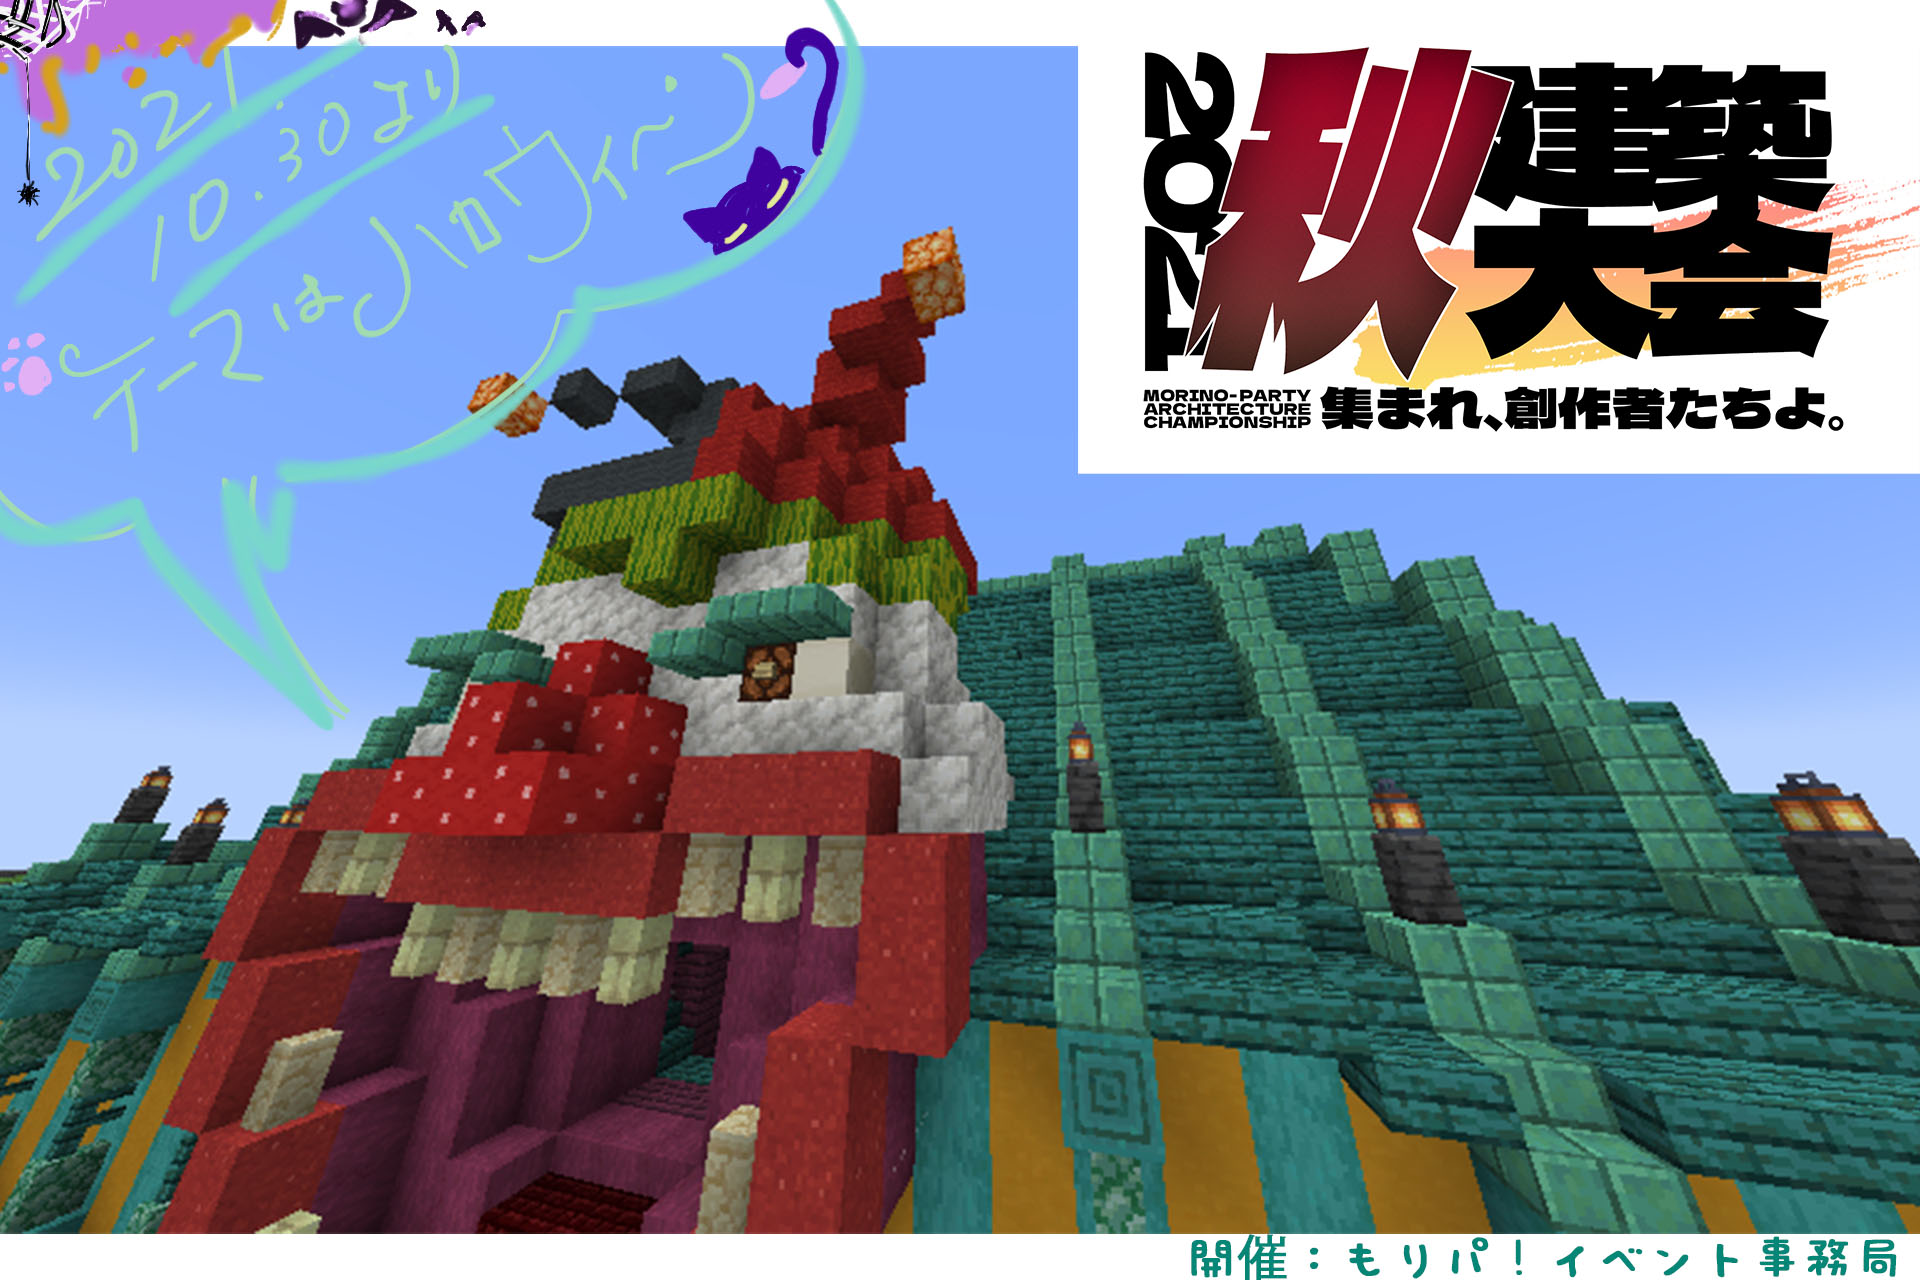 2021
10.30より
テーマはハロウィ～ン
2021
秋
建築
大会
MORINO-PARTY
ARCHITECTURE
CHAMPIONSHIP
集まれ、創作者たちよ。
開催：もりパ！イベント事務局